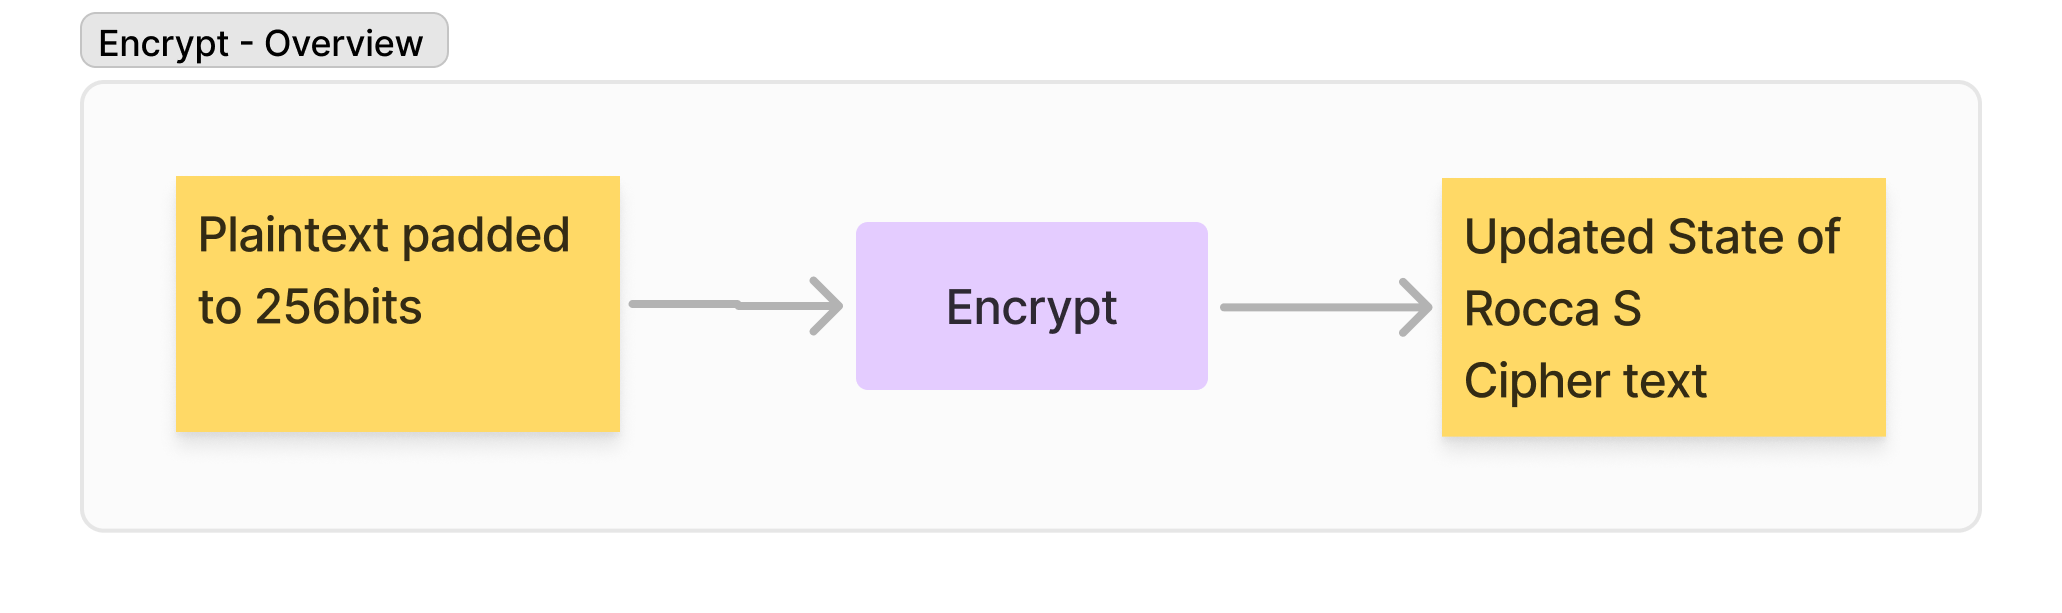 Encrypt - Overview
Plaintext padded
to 256bits
Encrypt
Updated State of
Rocca S
Cipher text